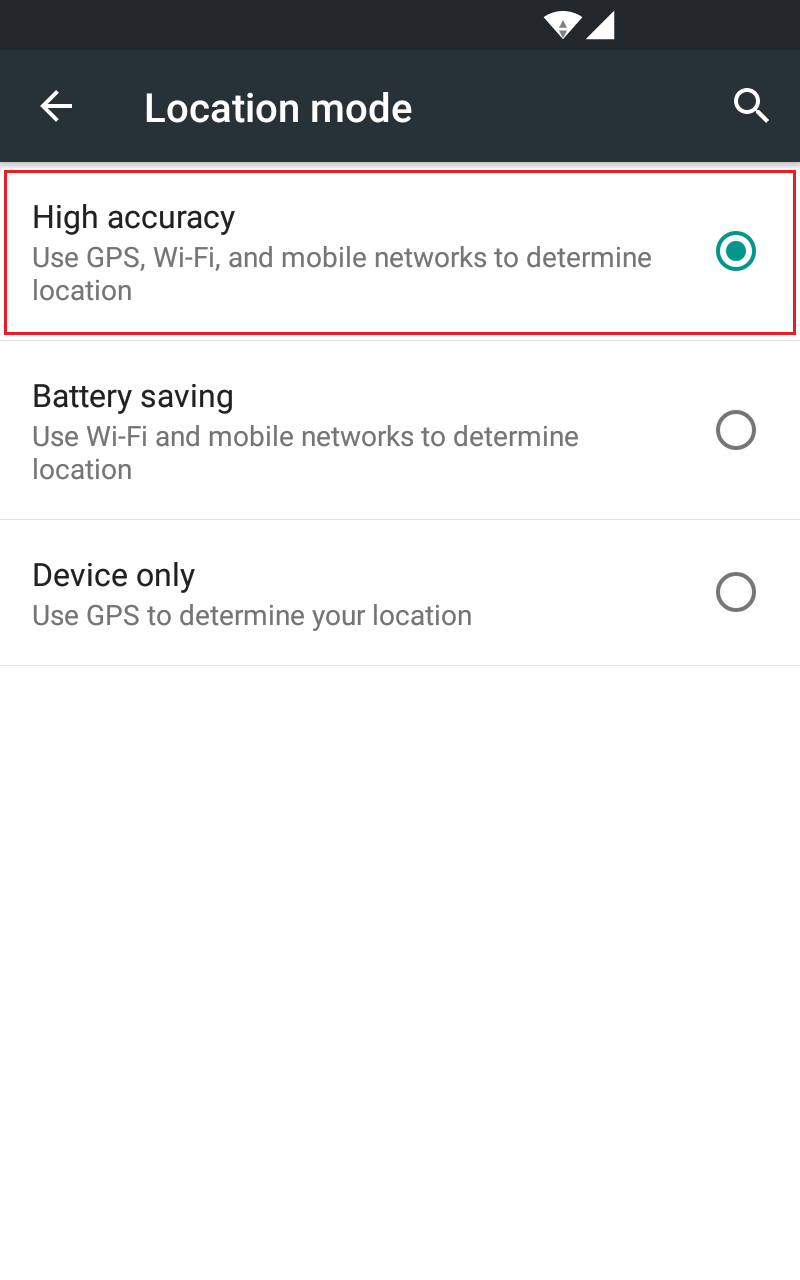 Location mode
High accuracy
Use GPS, Wi-Fi, and mobile networks to determine
location
Battery saving
Use Wi-Fi and mobile networks to determine
location
Device only
Use GPS to determine your location